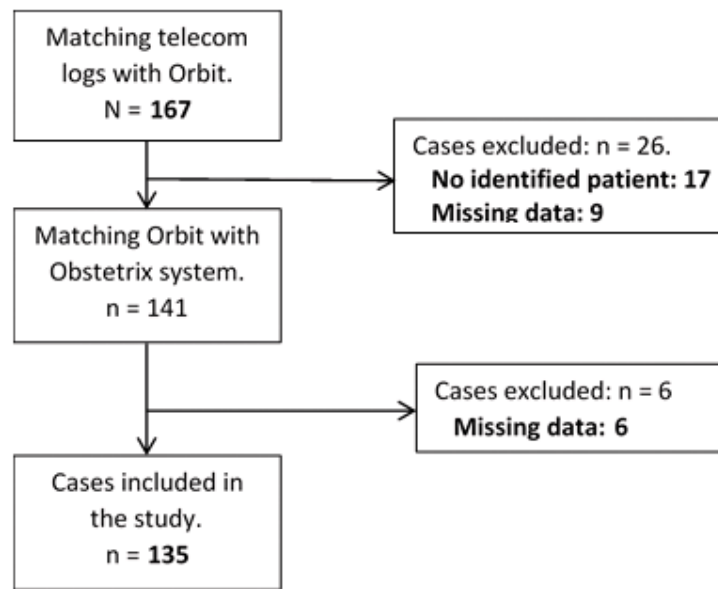 Matching telecom
logs with Orbit.
N = 167
Cases excluded: n = 26.
No identified patient: 17
Missing data: 9
Matching Orbit with
Obstetrix system.
n = 141
Cases excluded: n = 6
Missing data: 6
Cases included in
the study.
n = 135